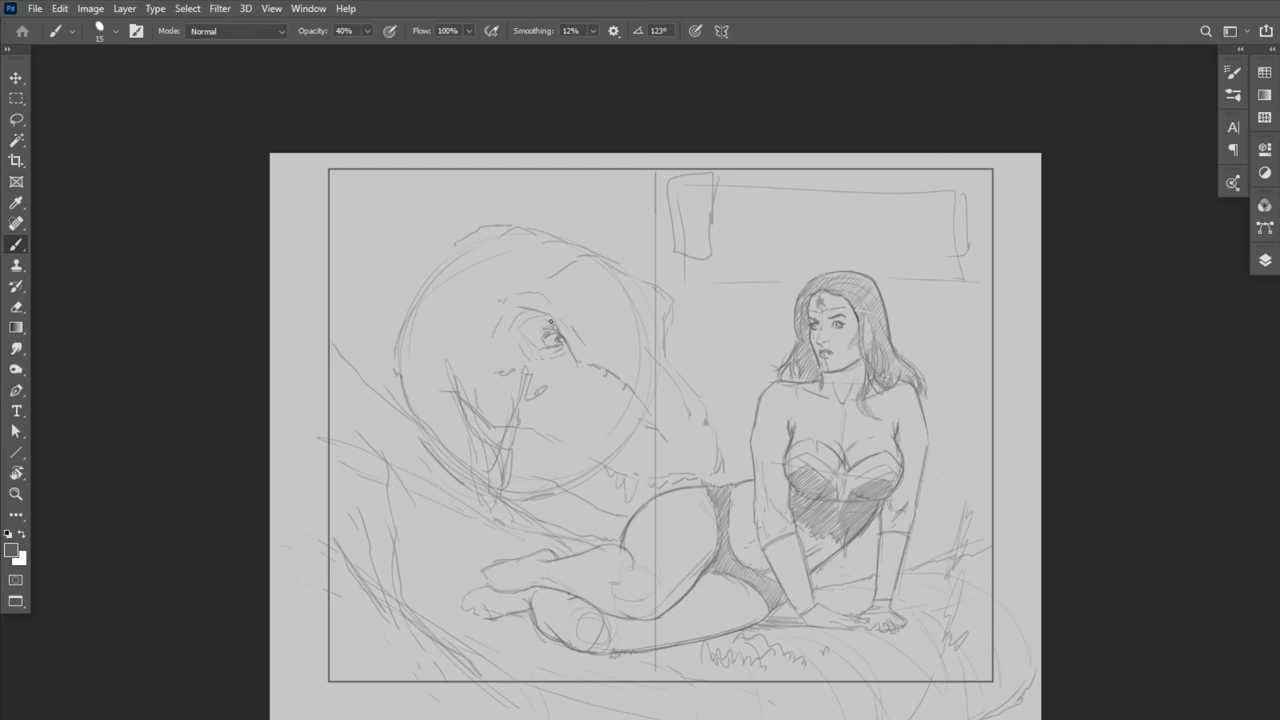 Ps File Edit Image Layer Type Select Filter 3D View Window Help
15 Mode: Normal Opacity: 40% Flow: 100% Smoothing: 12% 123°